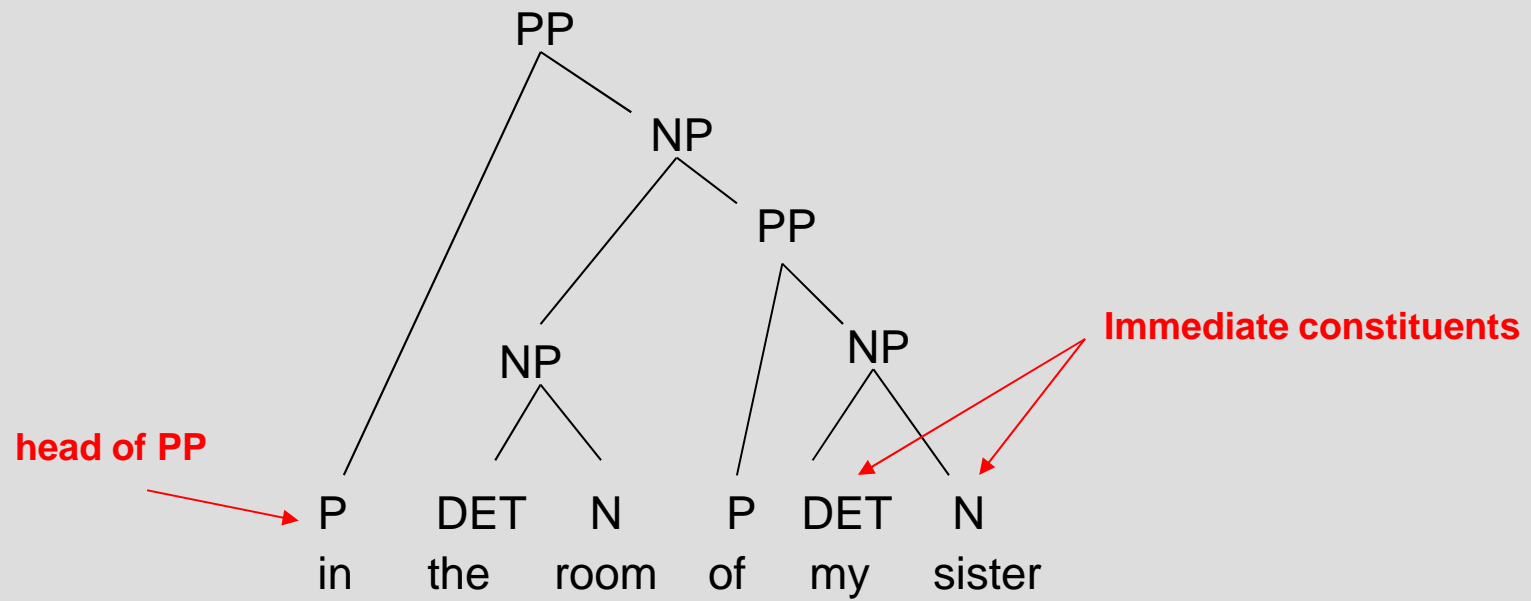 PP
NP
PP
Immediate constituents
NP
NP
head of PP
P DET N P DET N
in the room of my sister